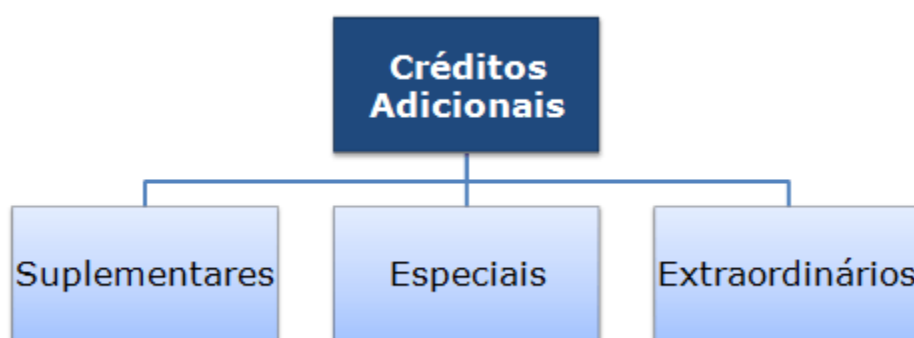 Créditos
Adicionais
Suplementares
Especiais
Extraordinários